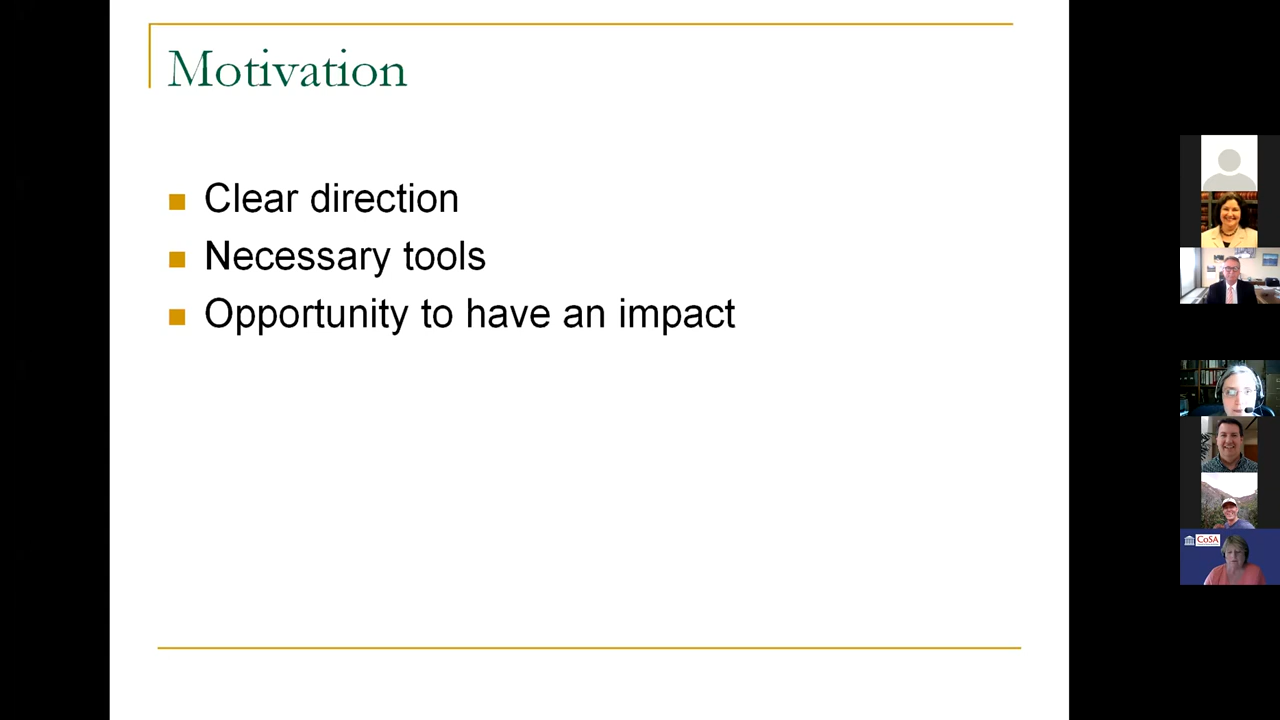 Motivation
Clear direction
Necessary tools
Opportunity to have an impact
CoSA